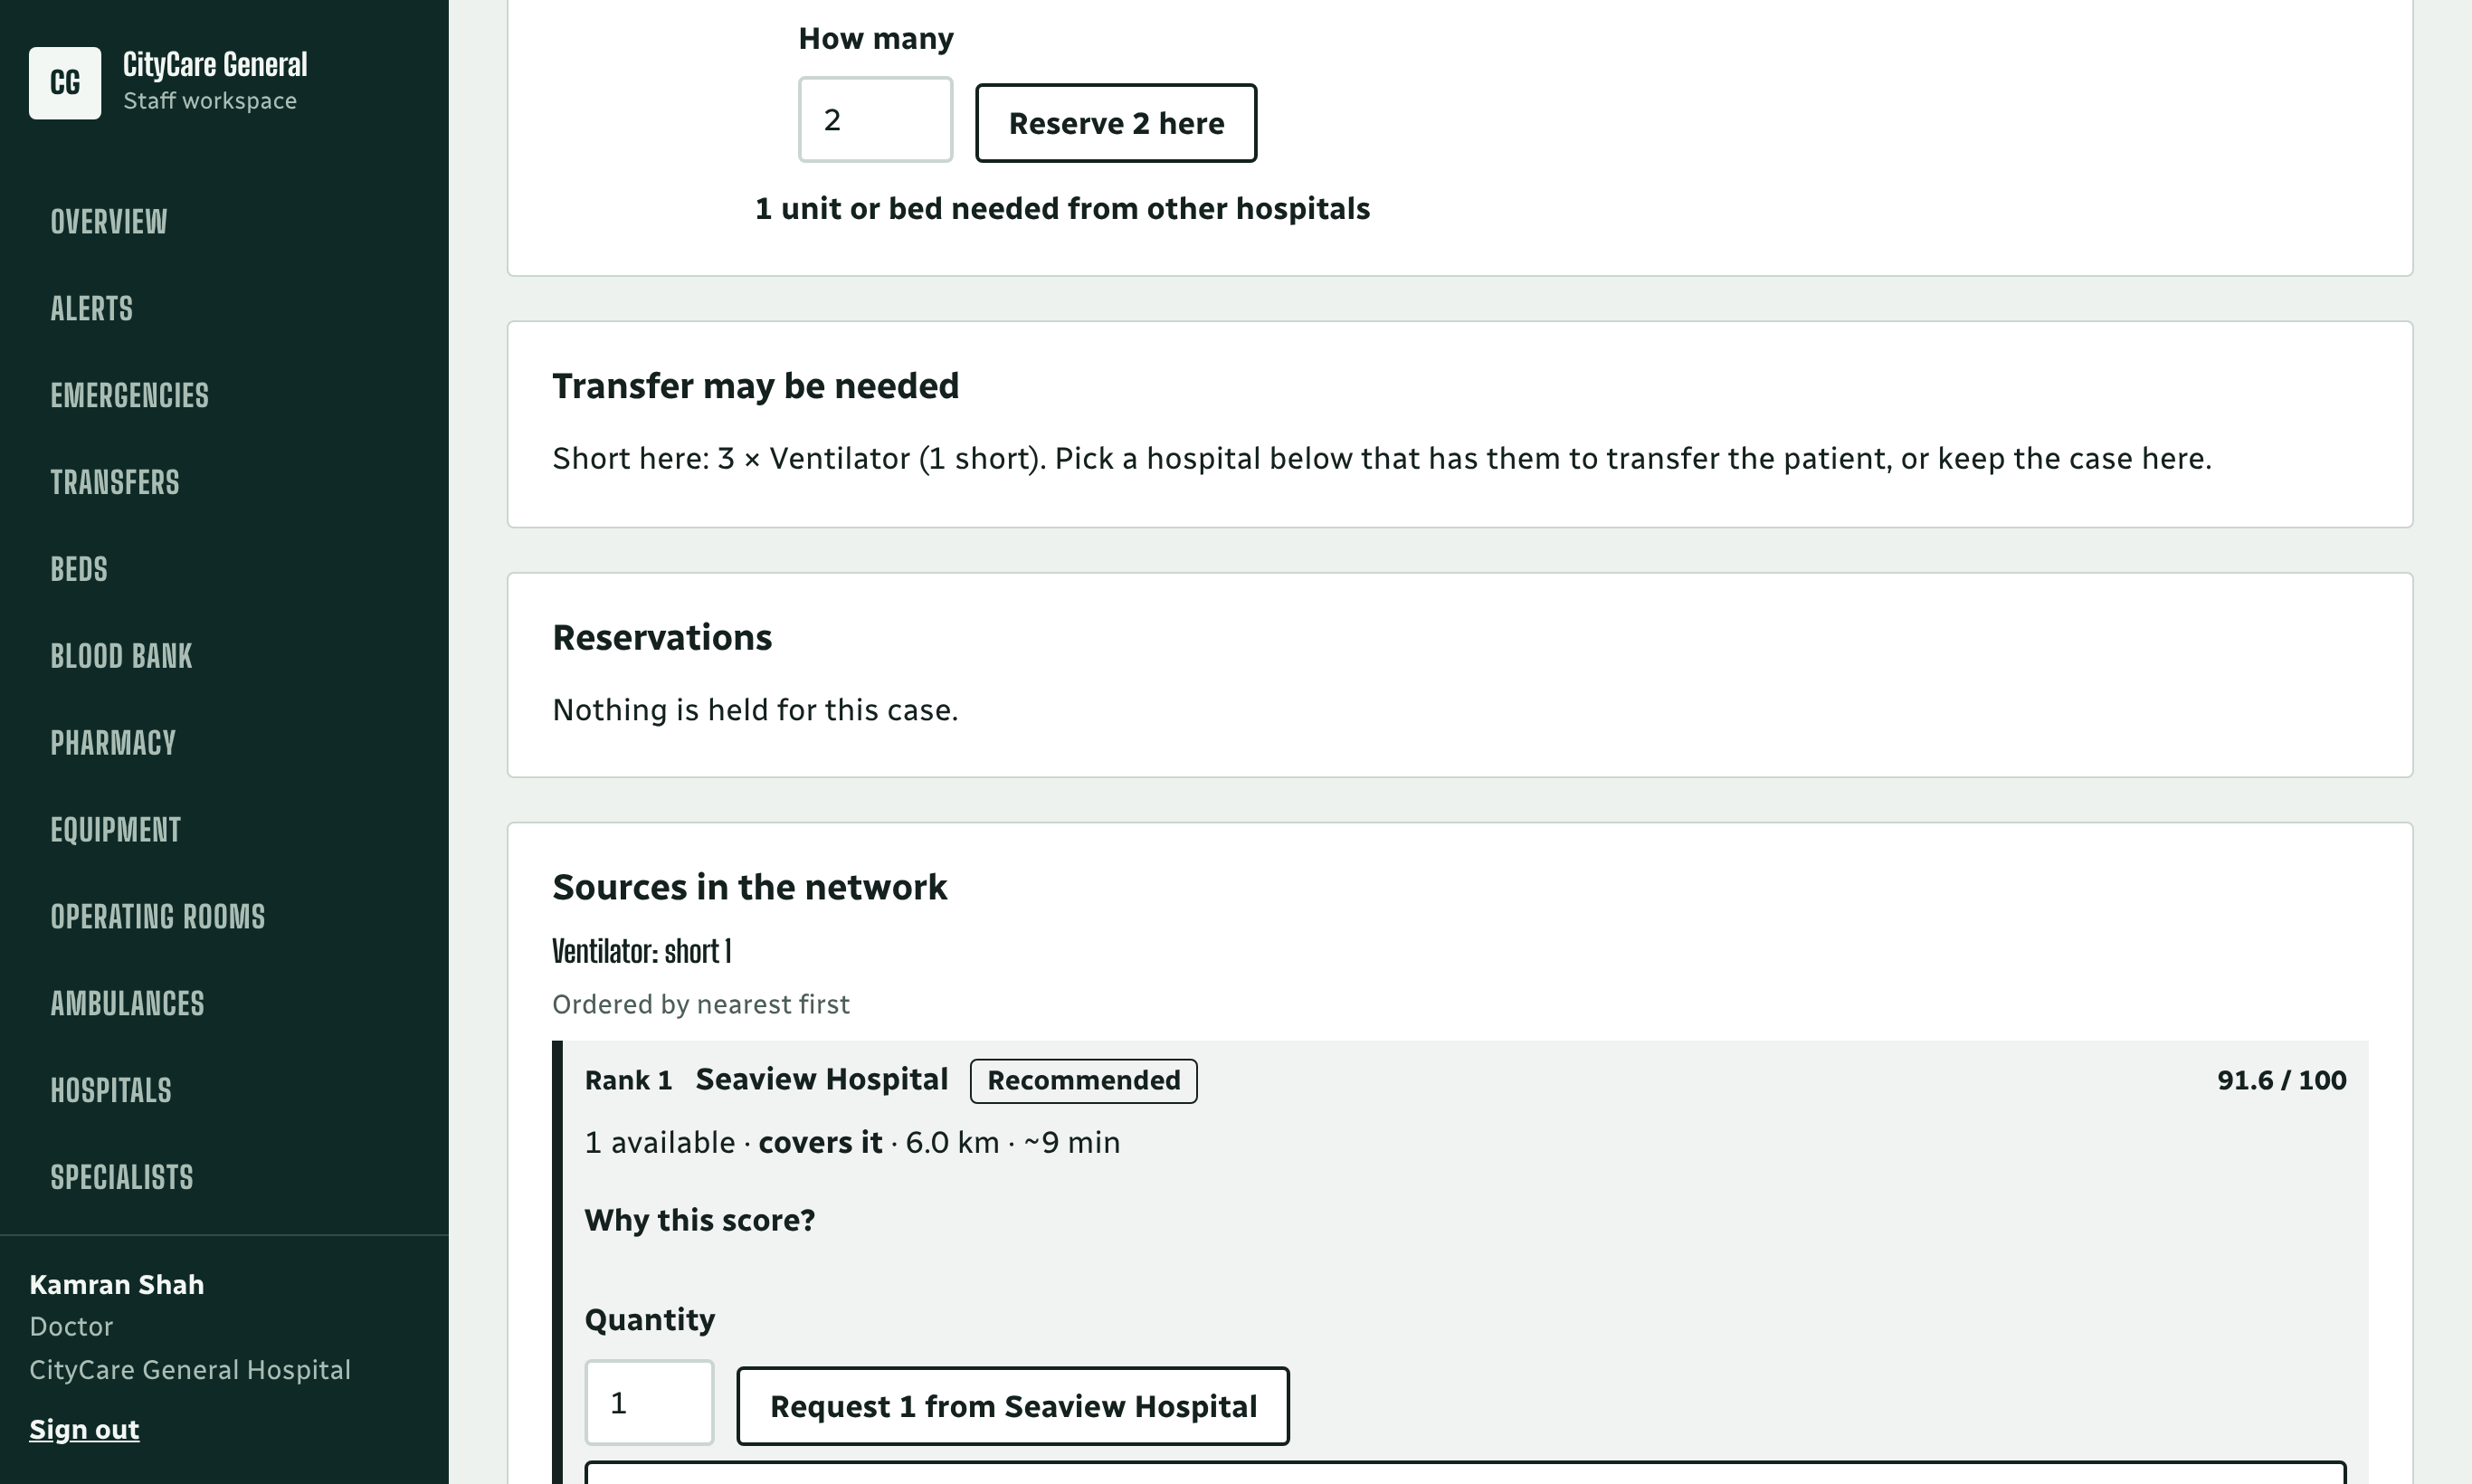 CG
CityCare General
Staff workspace
OVERVIEW
ALERTS
EMERGENCIES
TRANSFERS
BEDS
BLOOD BANK
PHARMACY
EQUIPMENT
OPERATING ROOMS
AMBULANCES
HOSPITALS
SPECIALISTS
Kamran Shah
Doctor
CityCare General Hospital
Sign out
How many
2
Reserve 2 here
1 unit or bed needed from other hospitals
Transfer may be needed
Short here: 3 × Ventilator (1 short). Pick a hospital below that has them to transfer the patient, or keep the case here.
Reservations
Nothing is held for this case.
Sources in the network
Ventilator: short 1
Ordered by nearest first
Rank 1 Seaview Hospital Recommended 91.6 / 100
1 available · covers it · 6.0 km · ~9 min
Why this score?
Quantity
1
Request 1 from Seaview Hospital